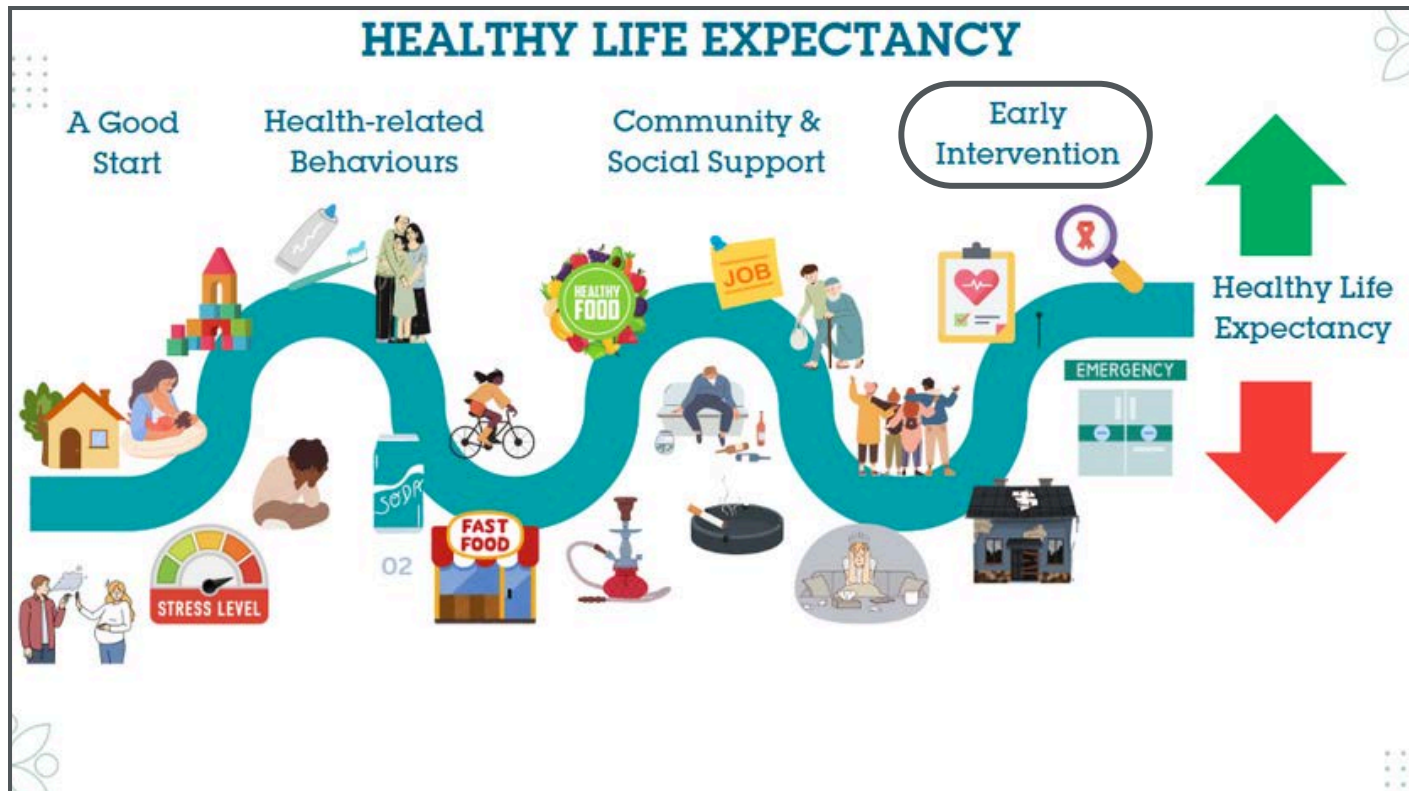 HEALTHY LIFE EXPECTANCY
A Good
Start
Health-related
Behaviours
Community &
Social Support
Early
Intervention
HEALTHY
FOOD
JOB
Healthy Life
Expectancy
EMERGENCY
SODA
FAST
FOOD
02
STRESS LEVEL